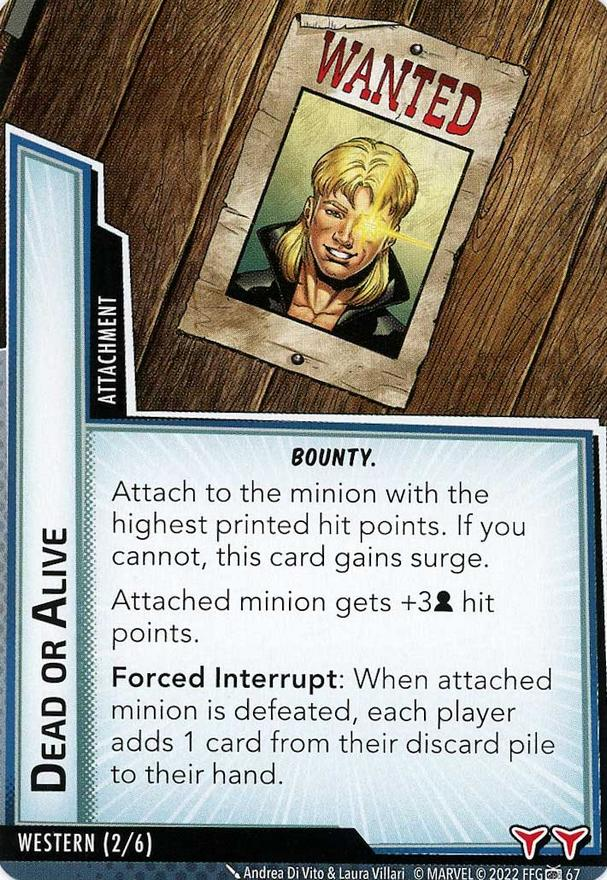 WANTED
ATTACHMENT
DEAD OR ALIVE
BOUNTY.
Attach to the minion with the
highest printed hit points. If you
cannot, this card gains surge.
Attached minion gets +3 hit
points.
Forced Interrupt: When attached
minion is defeated, each player
adds 1 card from their discard pile
to their hand.
WESTERN (2/6)
Andrea Di Vito & Laura Villari © MARVEL © 2022 FFG 67